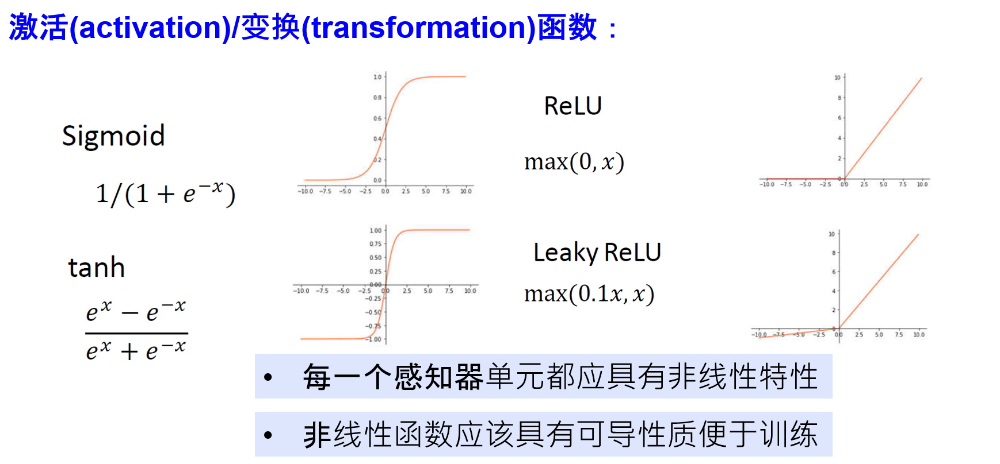 激活(activation)/变换(transformation)函数：
Sigmoid
1/(1 + e^{-x})
1.0
0.8
0.6
0.4
0.2
0.0
−10.0 −7.5 −5.0 −2.5 0.0 2.5 5.0 7.5 10.0
ReLU
max(0, x)
10
8
6
4
2
0
−10.0 −7.5 −5.0 −2.5 0.0 2.5 5.0 7.5 10.0
tanh
e^x − e^{−x}
e^x + e^{−x}
1.00
0.75
0.50
0.25
0.00
−10.0 −7.5 −5.0 −2.5 0.0 2.5 5.0 7.5 10.0
−0.25
−0.50
−0.75
−1.00
Leaky ReLU
max(0.1x, x)
10
8
6
4
2
0
−10.0 −7.5 −5.0 −2.5 0.0 2.5 5.0 7.5 10.0
• 每一个感知器单元都应具有非线性特性
• 非线性函数应该具有可导性质便于训练